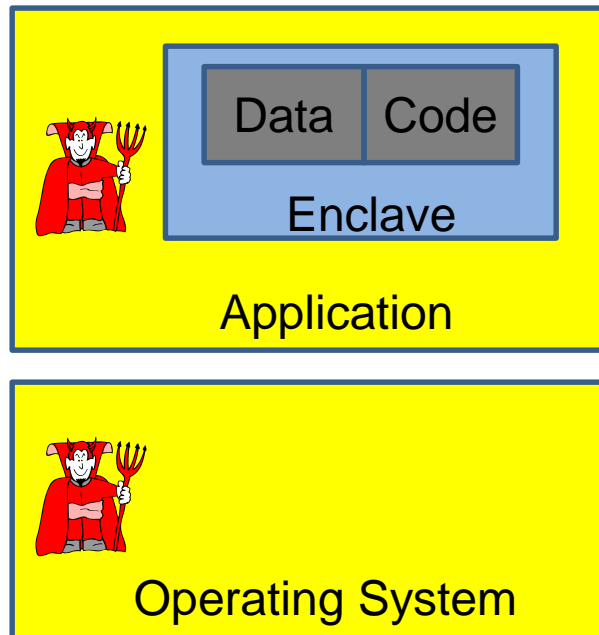 Data Code
Enclave
Application
Operating System